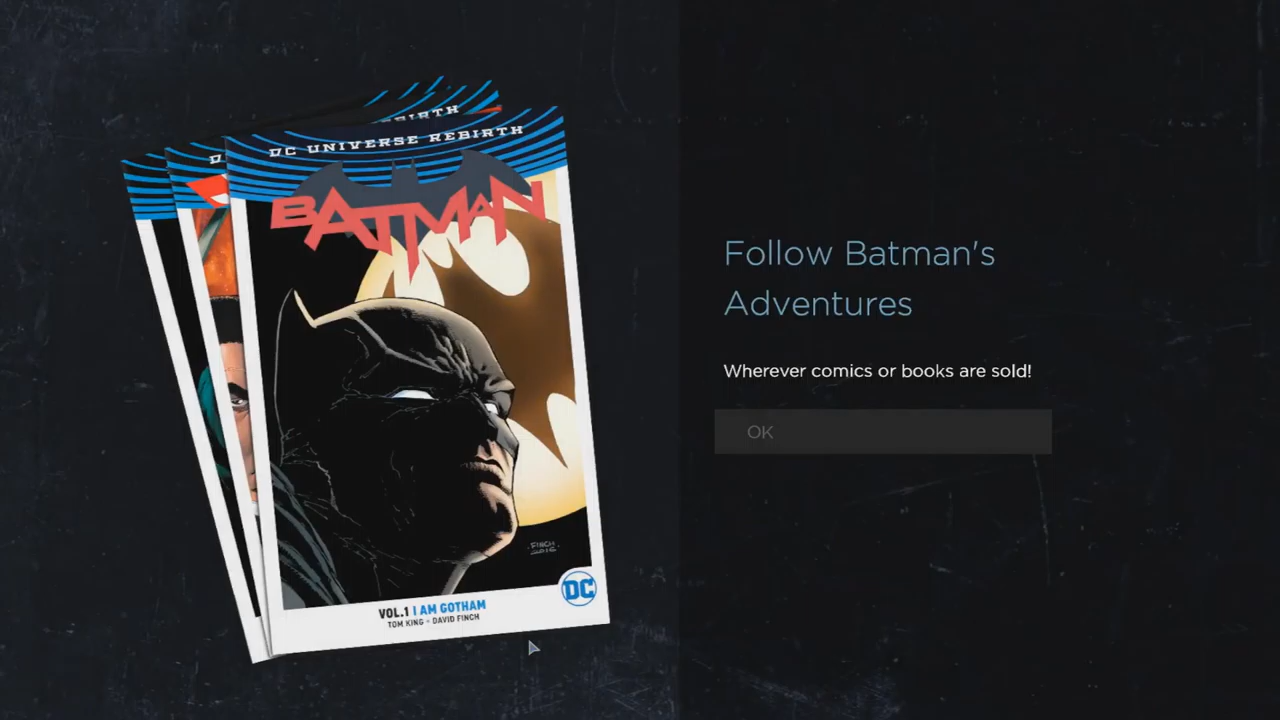 REBIRTH
DC UNIVERSE REBIRTH
BATMAN
FINCH
2016
DC
VOL.1 I AM GOTHAM
TOM KING - DAVID FINCH
Follow Batman's
Adventures
Wherever comics or books are sold!
OK